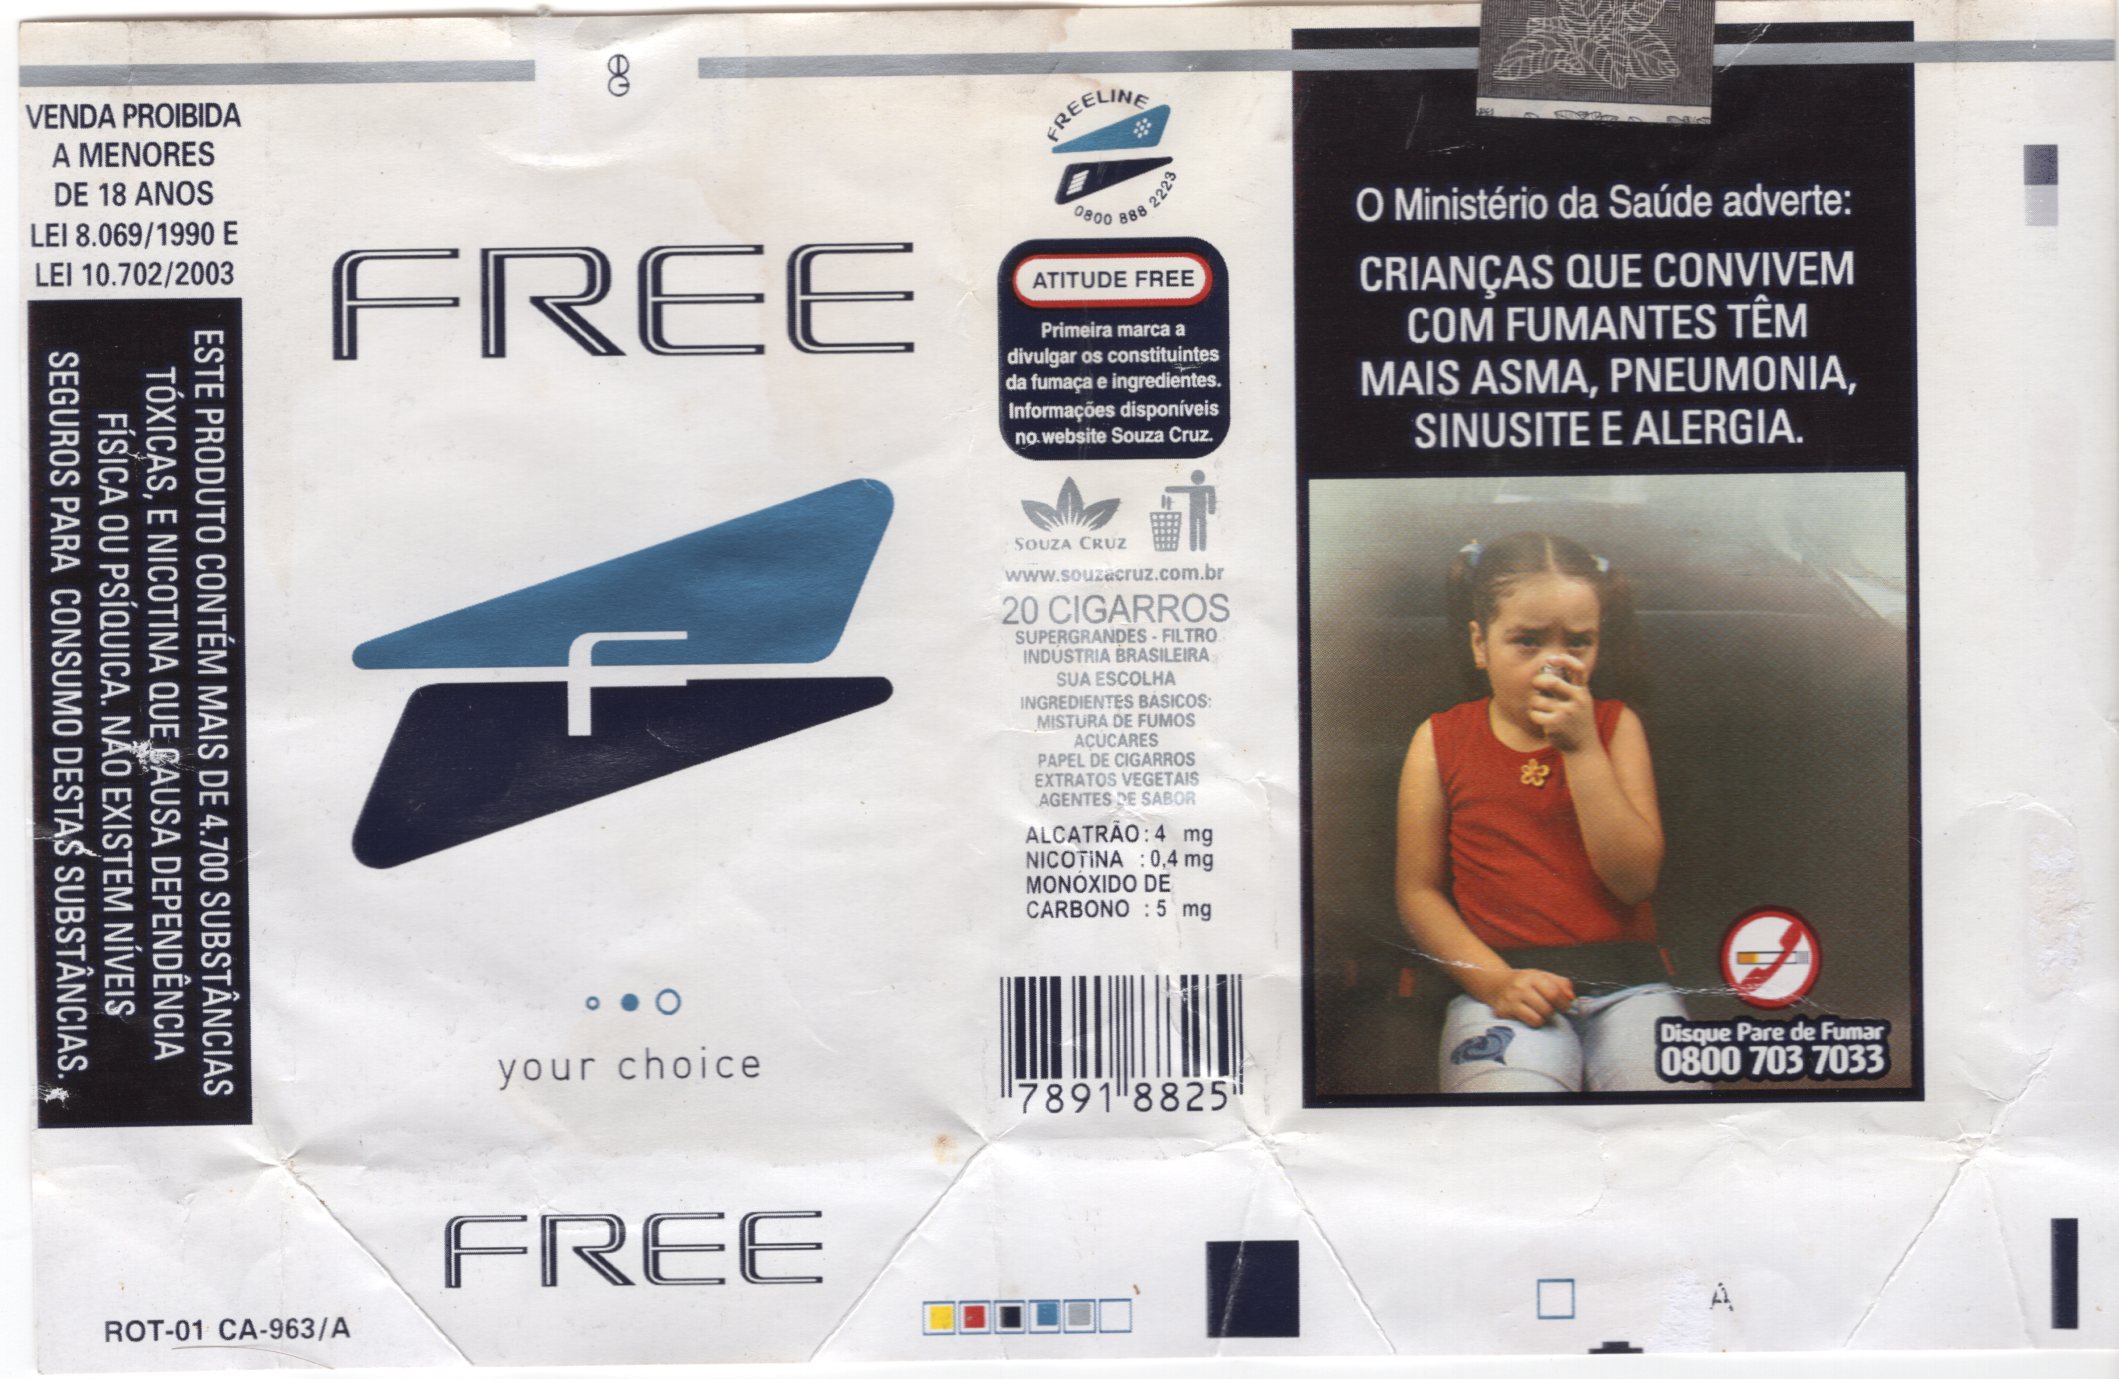 VENDA PROIBIDA
A MENORES
DE 18 ANOS
LEI 8.069/1990 E
LEI 10.702/2003
ESTE PRODUTO CONTÉM MAIS DE 4.700 SUBSTÂNCIAS
TÓXICAS, E NICOTINA QUE CAUSA DEPENDÊNCIA
FÍSICA OU PSÍQUICA. NÃO EXISTEM NÍVEIS
SEGUROS PARA CONSUMO DESTAS SUBSTÂNCIAS.
FREE
f
your choice
FREE
ROT-01 CA-963/A
FREELINE
0800 888 2223
ATITUDE FREE
Primeira marca a
divulgar os constituintes
da fumaça e ingredientes.
Informações disponíveis
no website Souza Cruz.
SOUZA CRUZ
www.souzacruz.com.br
20 CIGARROS
SUPERGRANDES - FILTRO
INDÚSTRIA BRASILEIRA
SUA ESCOLHA
INGREDIENTES BÁSICOS:
MISTURA DE FUMOS
AÇÚCARES
PAPEL DE CIGARROS
EXTRATOS VEGETAIS
AGENTES DE SABOR
ALCATRÃO : 4 mg
NICOTINA : 0,4 mg
MONÓXIDO DE
CARBONO : 5 mg
7891 8825
O Ministério da Saúde adverte:
CRIANÇAS QUE CONVIVEM
COM FUMANTES TÊM
MAIS ASMA, PNEUMONIA,
SINUSITE E ALERGIA.
Disque Pare de Fumar
0800 703 7033
A